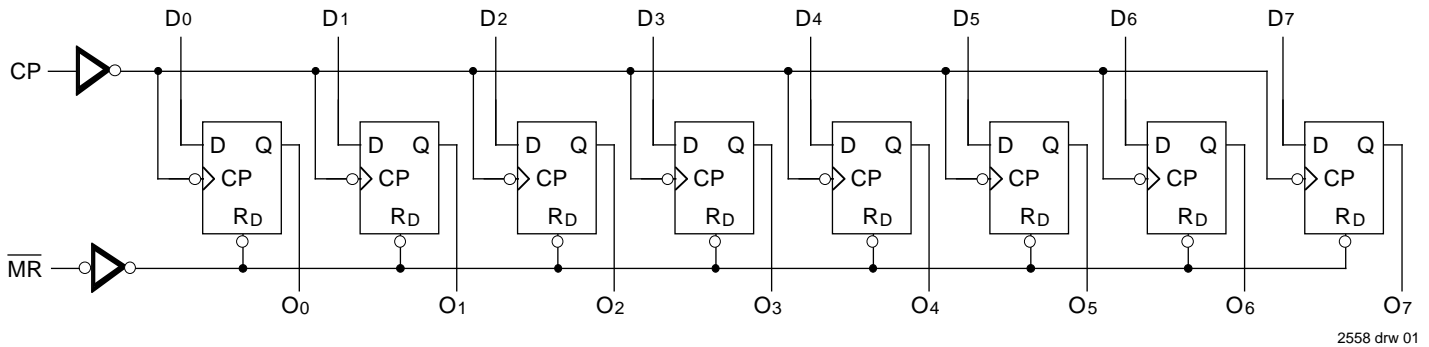 D0 D1 D2 D3 D4 D5 D6 D7
CP
D Q D Q D Q D Q D Q D Q D Q D Q
CP CP CP CP CP CP CP CP
RD RD RD RD RD RD RD RD
MR
O0 O1 O2 O3 O4 O5 O6 O7
2558 drw 01